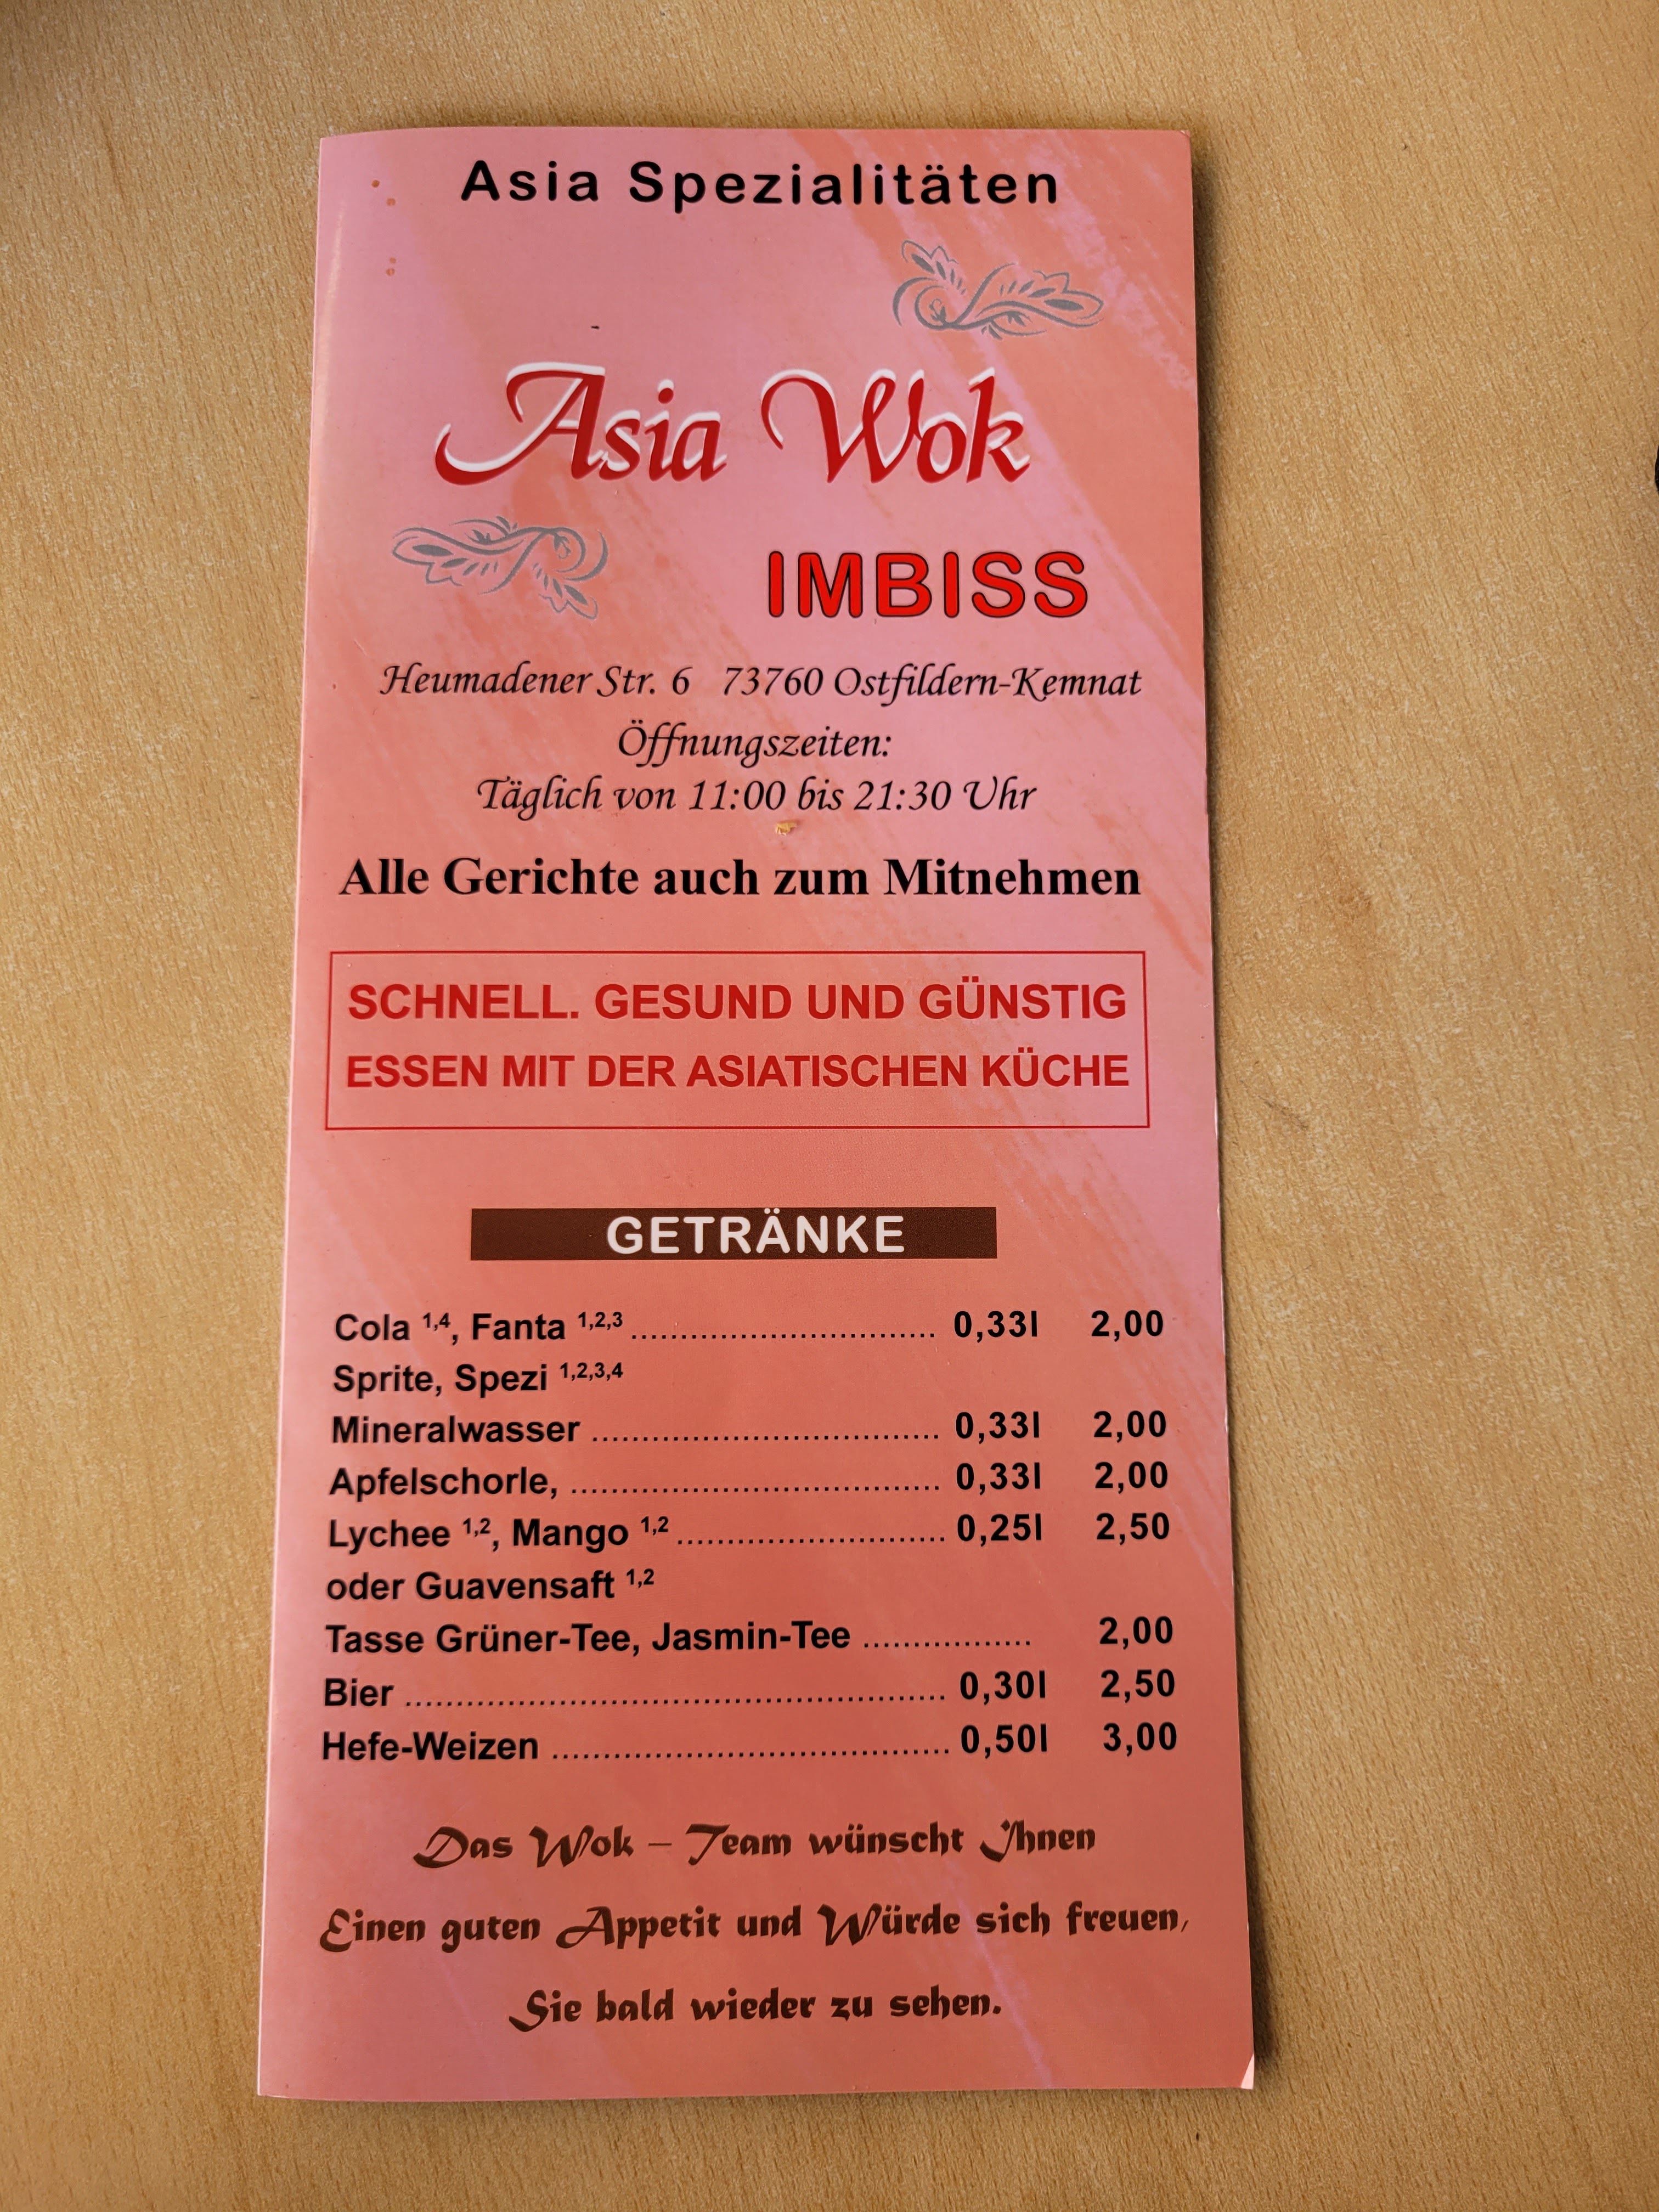 Asia Spezialitäten
Asia Wok
IMBISS
Heumadener Str. 6 73760 Ostfildern-Kemnat
Öffnungszeiten:
Täglich von 11:00 bis 21:30 Uhr
Alle Gerichte auch zum Mitnehmen
SCHNELL. GESUND UND GÜNSTIG
ESSEN MIT DER ASIATISCHEN KÜCHE
GETRÄNKE
Cola 1,4, Fanta 1,2,3 .............................. 0,33l 2,00
Sprite, Spezi 1,2,3,4
Mineralwasser .................................. 0,33l 2,00
Apfelschorle, .................................... 0,33l 2,00
Lychee 1,2, Mango 1,2 .......................... 0,25l 2,50
oder Guavensaft 1,2
Tasse Grüner-Tee, Jasmin-Tee ................. 2,00
Bier ..................................................... 0,30l 2,50
Hefe-Weizen ....................................... 0,50l 3,00
Das Wok – Team wünscht Ihnen
Einen guten Appetit und Würde sich freuen,
Sie bald wieder zu sehen.